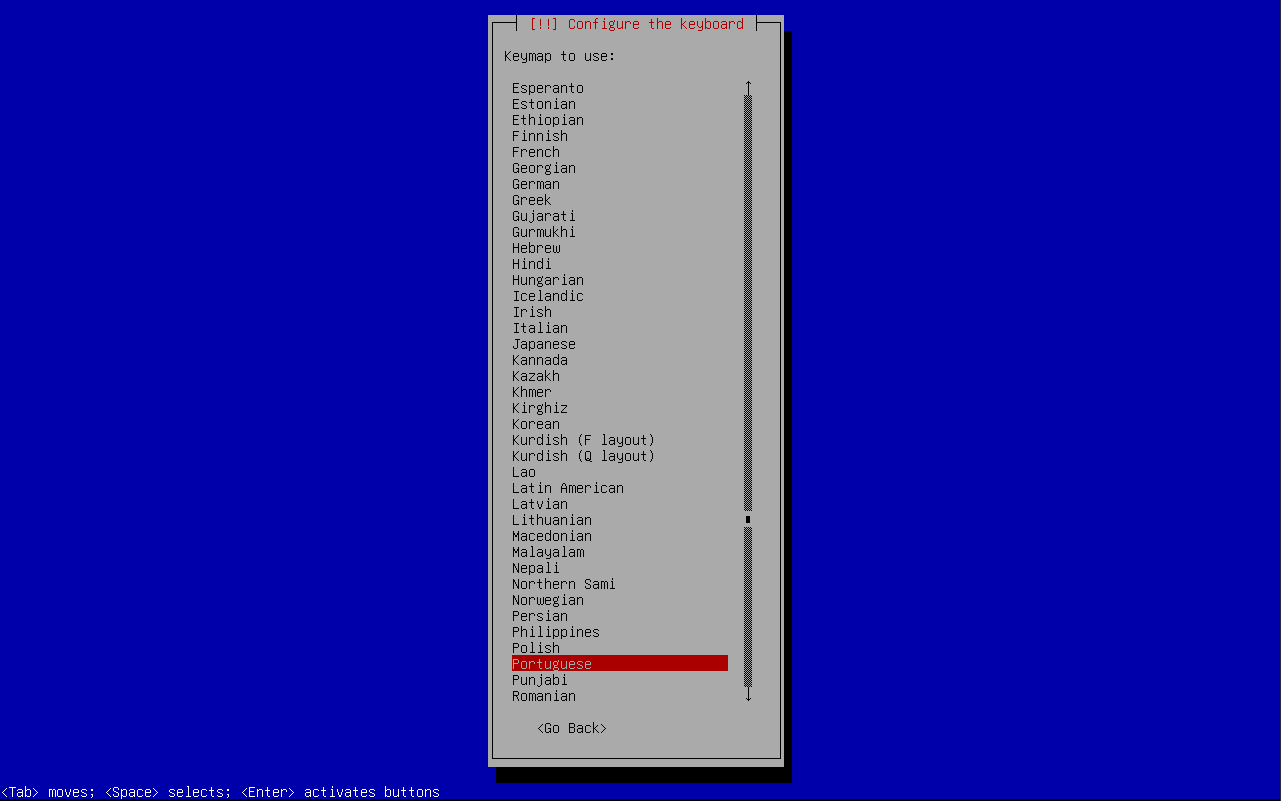 [!!] Configure the keyboard
Keymap to use:
Esperanto
Estonian
Ethiopian
Finnish
French
Georgian
German
Greek
Gujarati
Gurmukhi
Hebrew
Hindi
Hungarian
Icelandic
Irish
Italian
Japanese
Kannada
Kazakh
Khmer
Kirghiz
Korean
Kurdish (F layout)
Kurdish (Q layout)
Lao
Latin American
Latvian
Lithuanian
Macedonian
Malayalam
Nepali
Northern Sami
Norwegian
Persian
Philippines
Polish
Portuguese
Punjabi
Romanian
<Go Back>
<Tab> moves; <Space> selects; <Enter> activates buttons